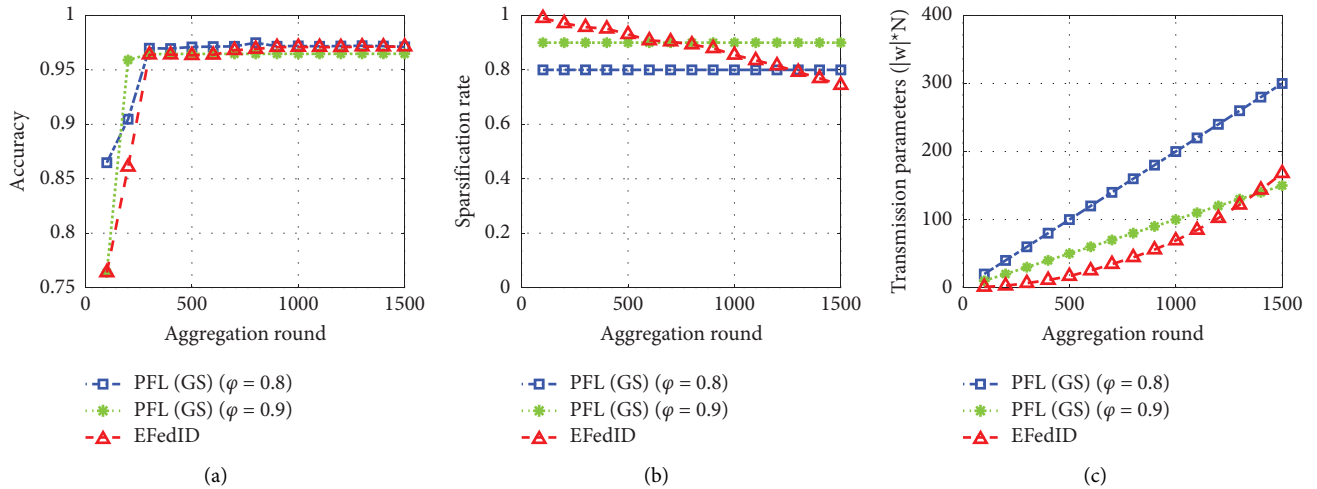 1
0.95
0.9
0.85
0.8
0.75
Accuracy
0 500 1000 1500
Aggregation round
PFL (GS) (φ = 0.8)
PFL (GS) (φ = 0.9)
EFedID
(a)
1
0.8
0.6
0.4
0.2
0
Sparsification rate
0 500 1000 1500
Aggregation round
PFL (GS) (φ = 0.8)
PFL (GS) (φ = 0.9)
EFedID
(b)
400
300
200
100
0
Transmission parameters (|w|*N)
0 500 1000 1500
Aggregation round
PFL (GS) (φ = 0.8)
PFL (GS) (φ = 0.9)
EFedID
(c)